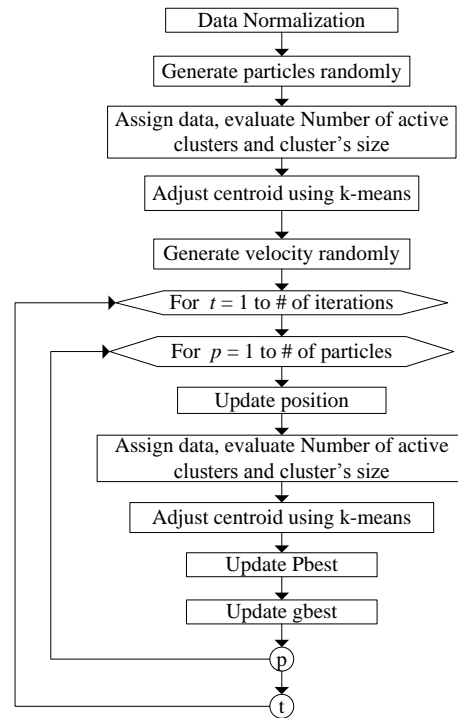 Data Normalization
Generate particles randomly
Assign data, evaluate Number of active
clusters and cluster's size
Adjust centroid using k-means
Generate velocity randomly
For t = 1 to # of iterations
For p = 1 to # of particles
Update position
Assign data, evaluate Number of active
clusters and cluster's size
Adjust centroid using k-means
Update Pbest
Update gbest
p
t